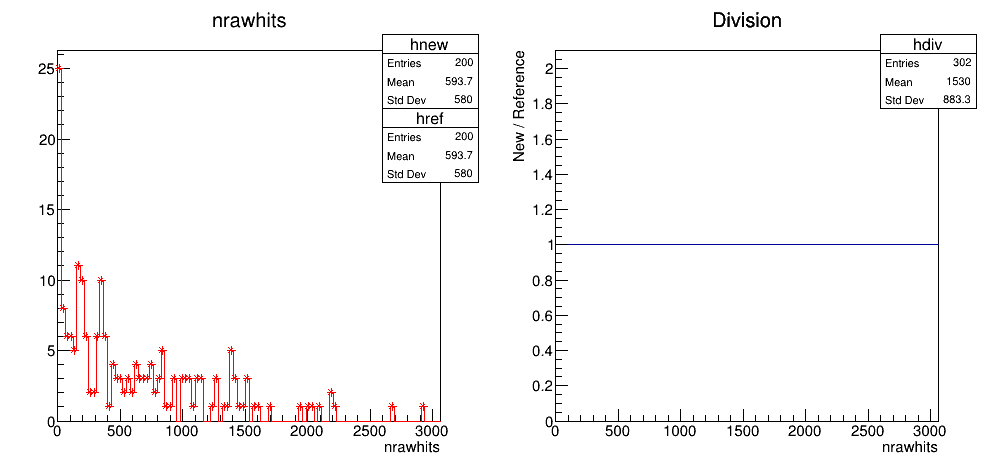 nrawhits
hnew
Entries 200
Mean 593.7
Std Dev 580
href
Entries 200
Mean 593.7
Std Dev 580
25
20
15
10
5
0
0 500 1000 1500 2000 2500 3000
nrawhits
Division
hdiv
Entries 302
Mean 1530
Std Dev 883.3
New / Reference
2
1.8
1.6
1.4
1.2
1
0.8
0.6
0.4
0.2
0
0 500 1000 1500 2000 2500 3000
nrawhits